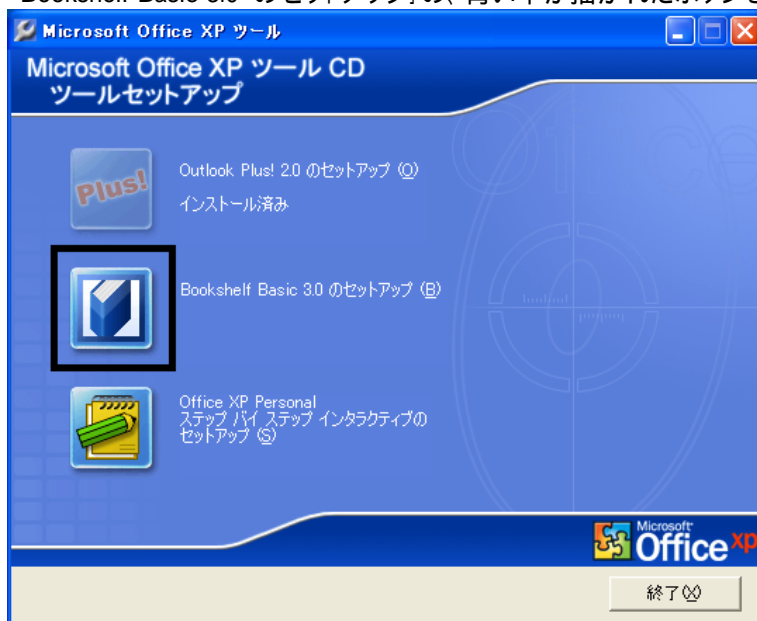 Microsoft Office XP ツール
Microsoft Office XP ツール CD
ツールセットアップ
Plus!
Outlook Plus! 2.0 のセットアップ (O)
インストール済み
Bookshelf Basic 3.0 のセットアップ (B)
Office XP Personal
ステップ バイ ステップ インタラクティブの
セットアップ (S)
Microsoft
Office xp
終了(X)